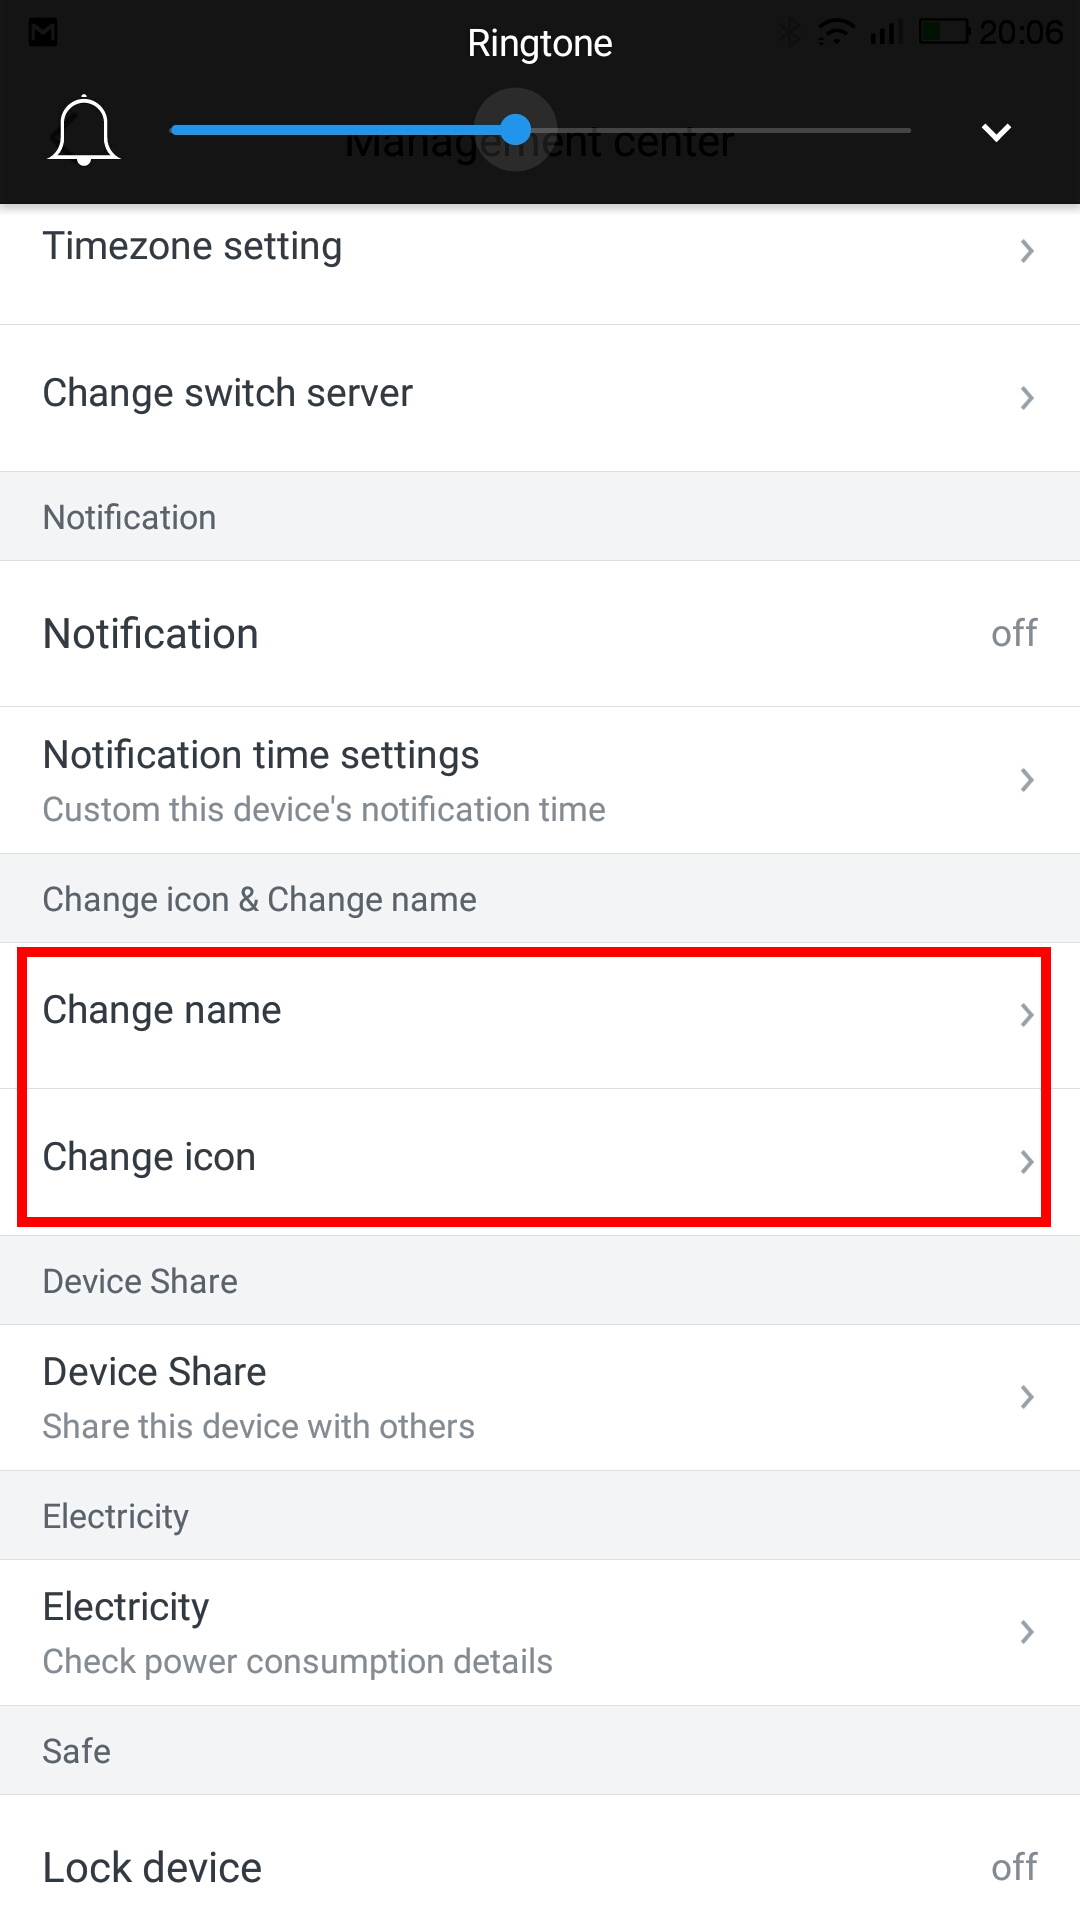 20:06
Ringtone
Management center
Timezone setting
Change switch server
Notification
Notification
off
Notification time settings
Custom this device's notification time
Change icon & Change name
Change name
Change icon
Device Share
Device Share
Share this device with others
Electricity
Electricity
Check power consumption details
Safe
Lock device
off